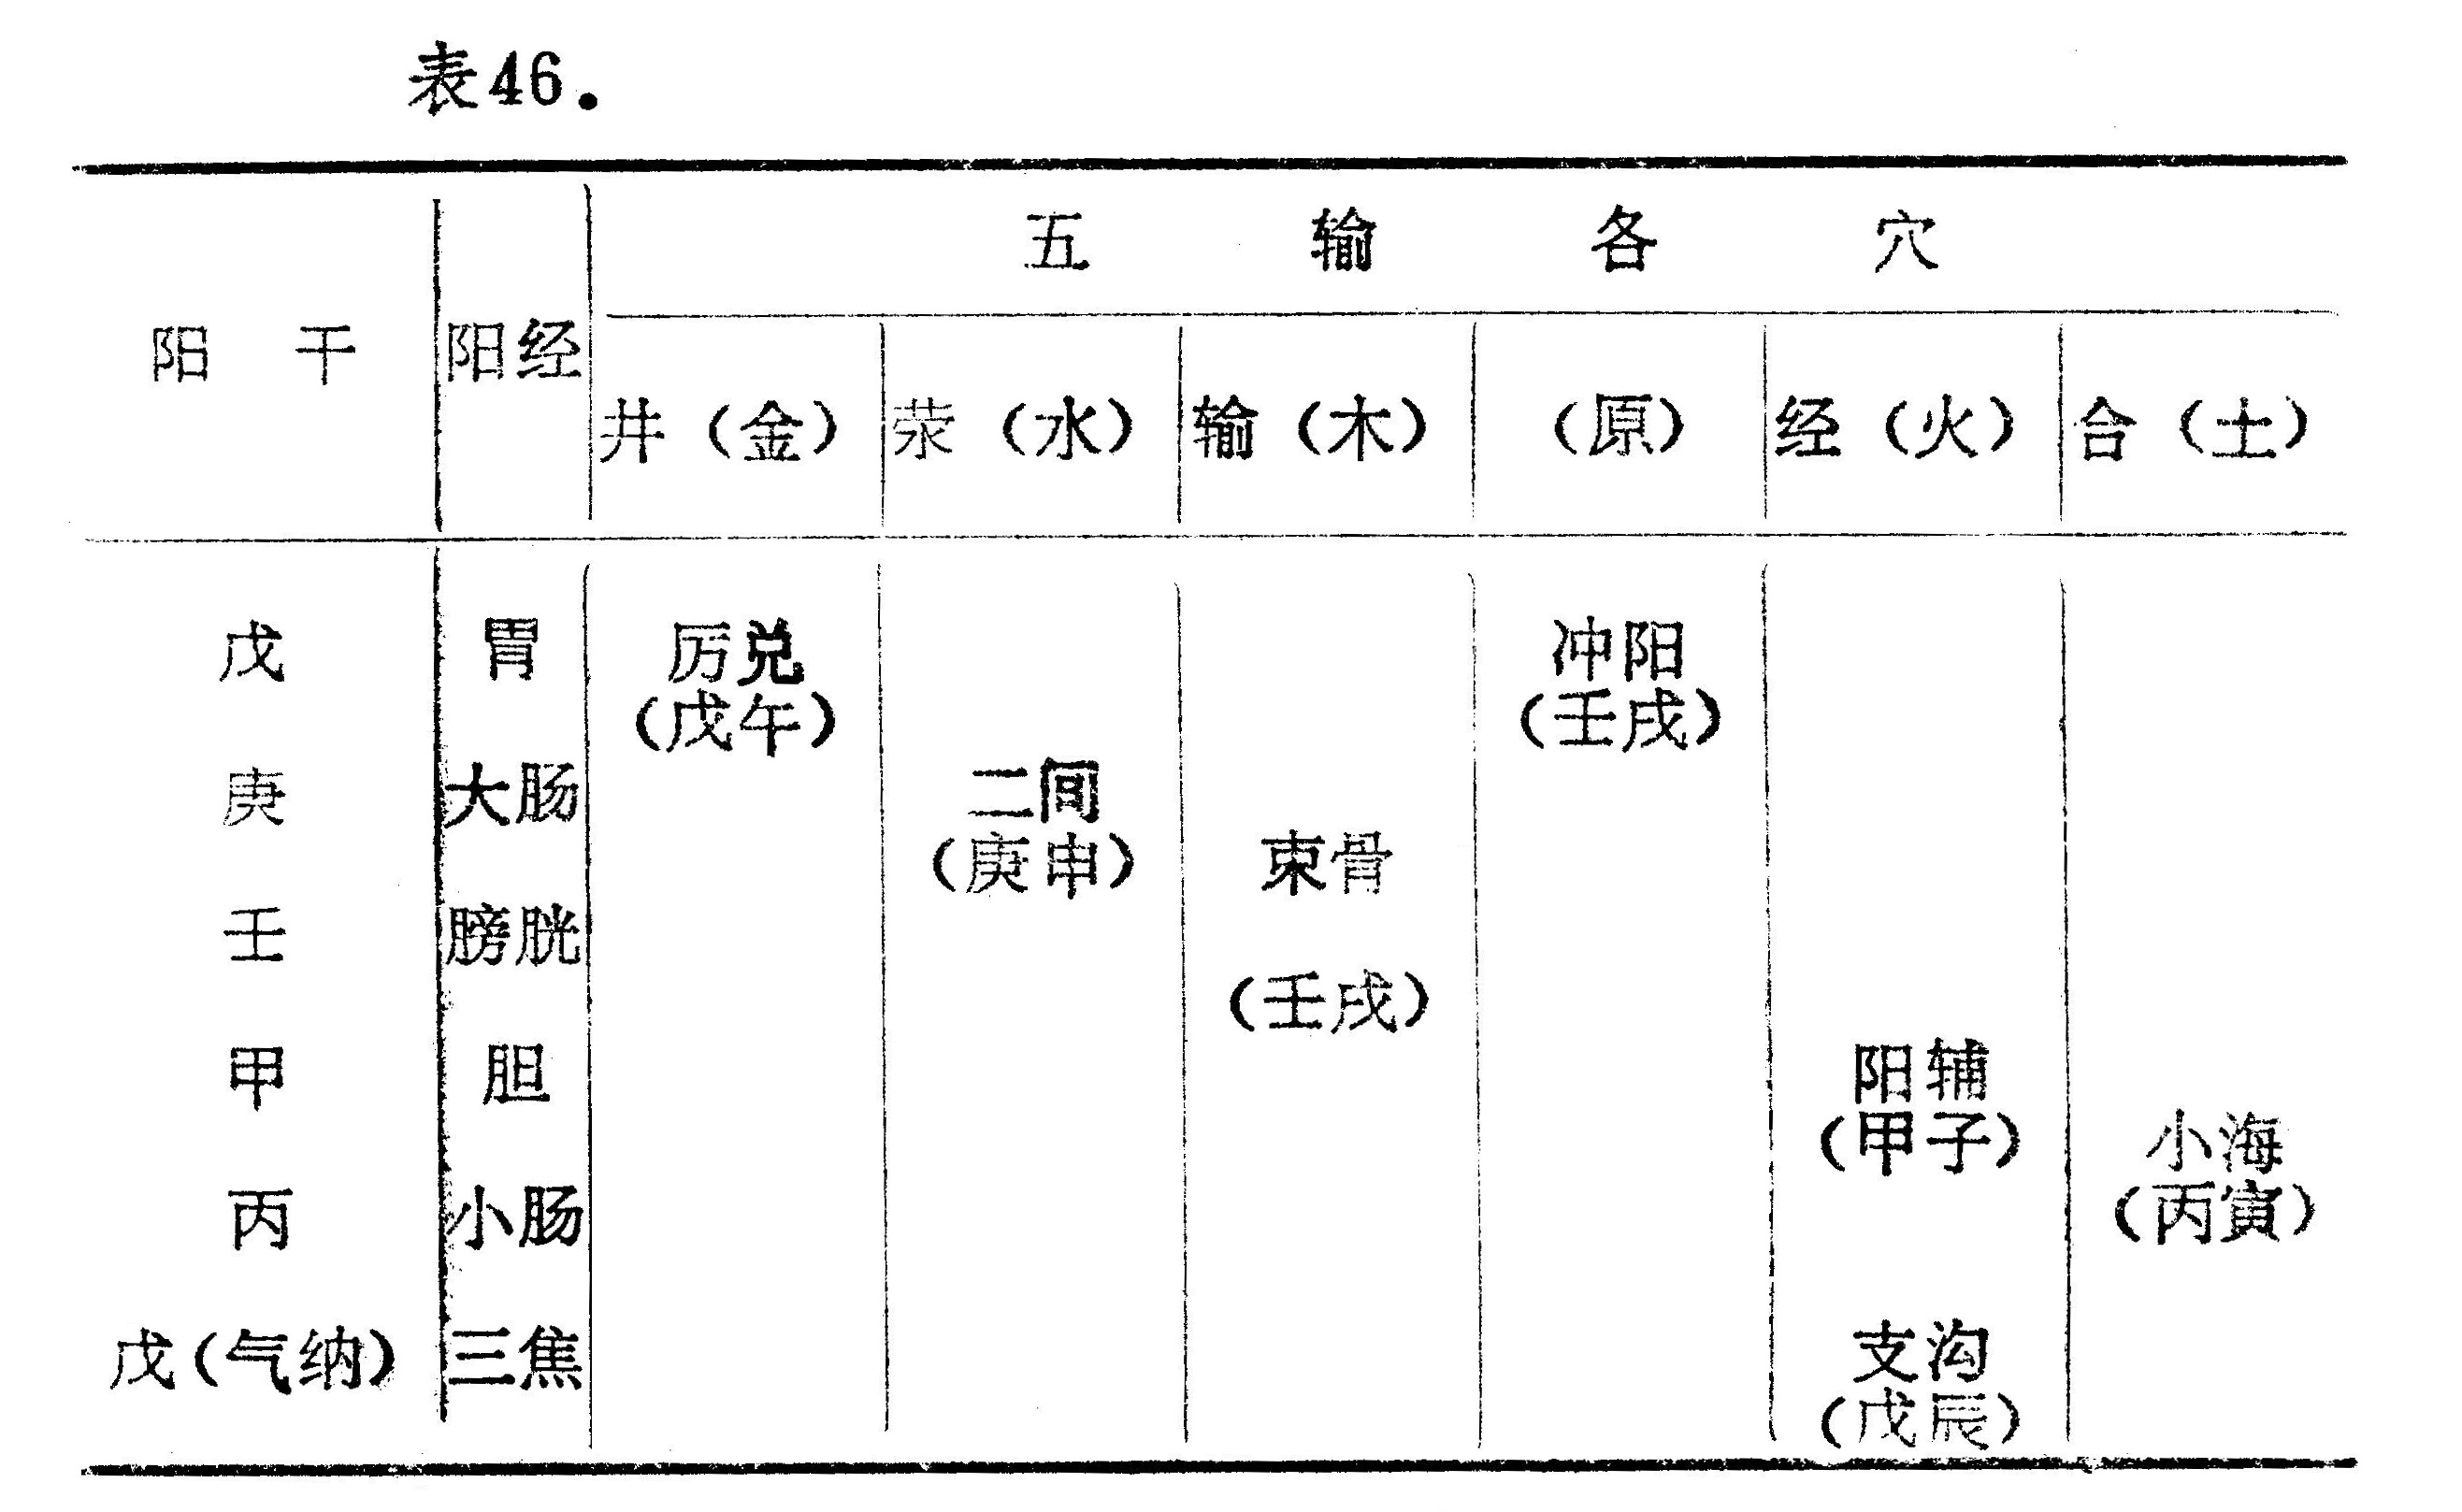 表46.
五 输 各 穴
阳 干 阳经
井（金） 荥（水） 输（木） （原） 经（火） 合（土）
戊 胃 厉兑 冲阳
（戊午） （壬戌）
庚 大肠 二间
（庚申） 束骨
壬 膀胱
（壬戌）
甲 胆 阳辅
（甲子） 小海
丙 小肠 （丙寅）
戊（气纳） 三焦 支沟
（戊辰）